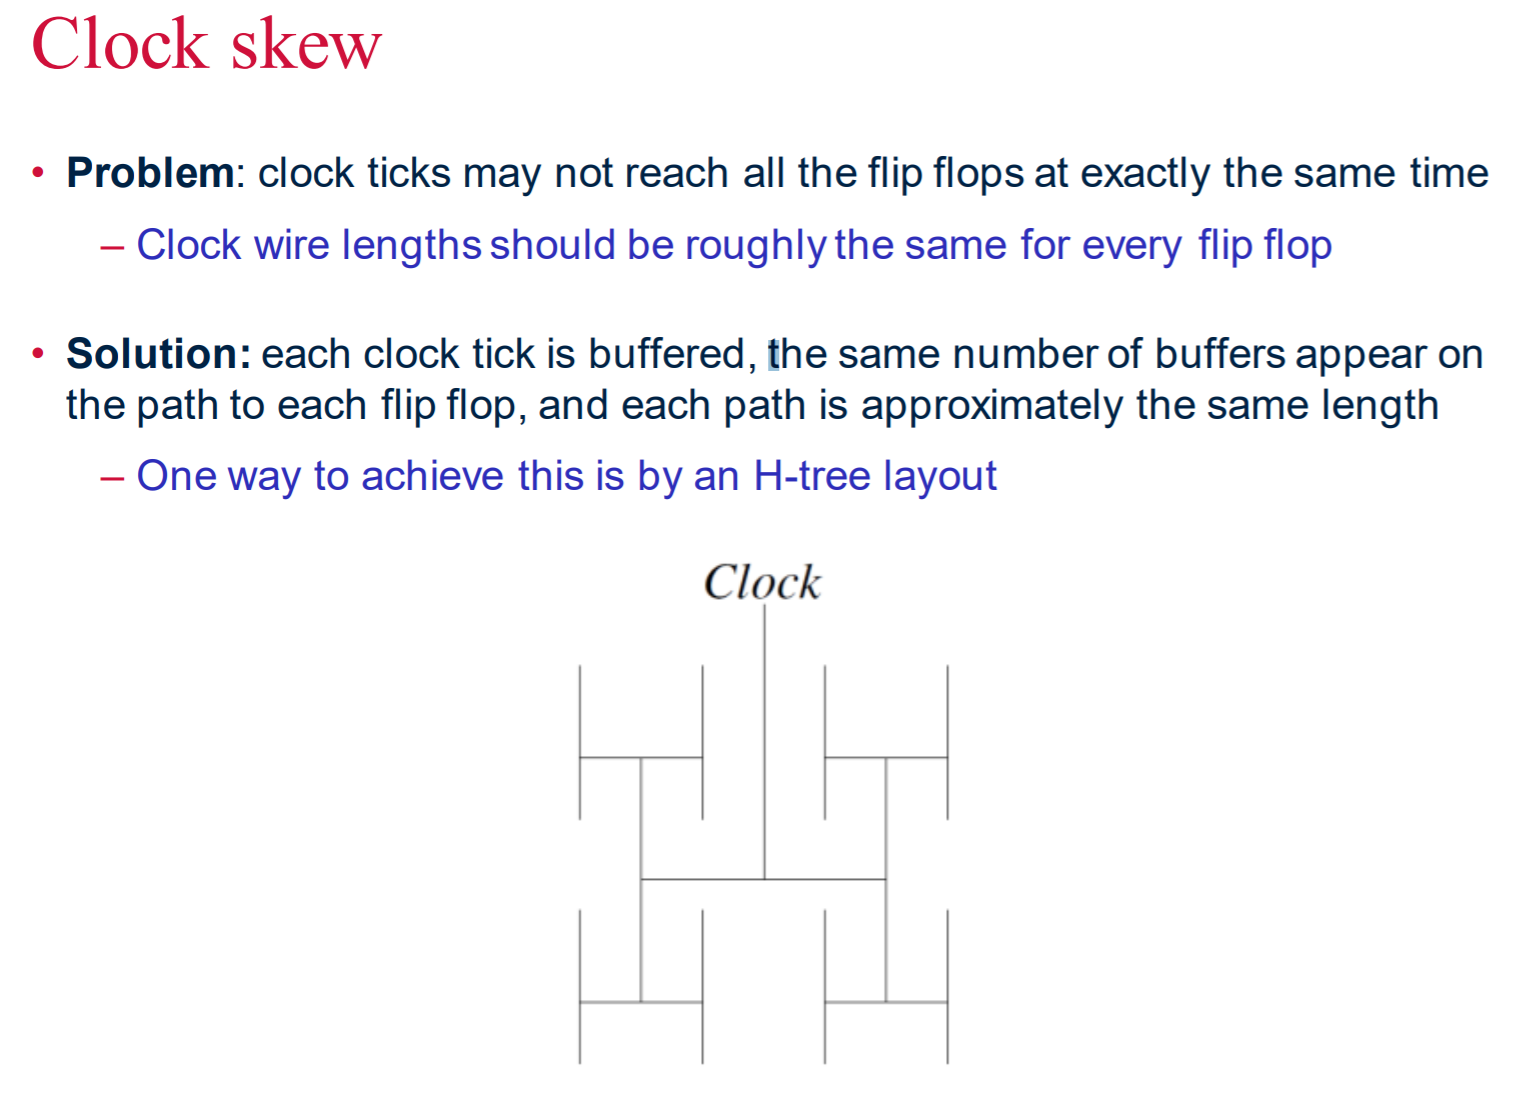 Clock skew
• Problem: clock ticks may not reach all the flip flops at exactly the same time
– Clock wire lengths should be roughly the same for every flip flop
• Solution: each clock tick is buffered, the same number of buffers appear on
the path to each flip flop, and each path is approximately the same length
– One way to achieve this is by an H-tree layout
Clock